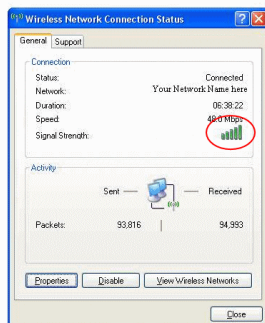 Wireless Network Connection Status
General Support
Connection
Status: Connected
Network: Your Network Name here
Duration: 06:38:22
Speed: 48.0 Mbps
Signal Strength:
Activity
Sent — Received
Packets: 93,816 | 94,993
Properties Disable View Wireless Networks
Close